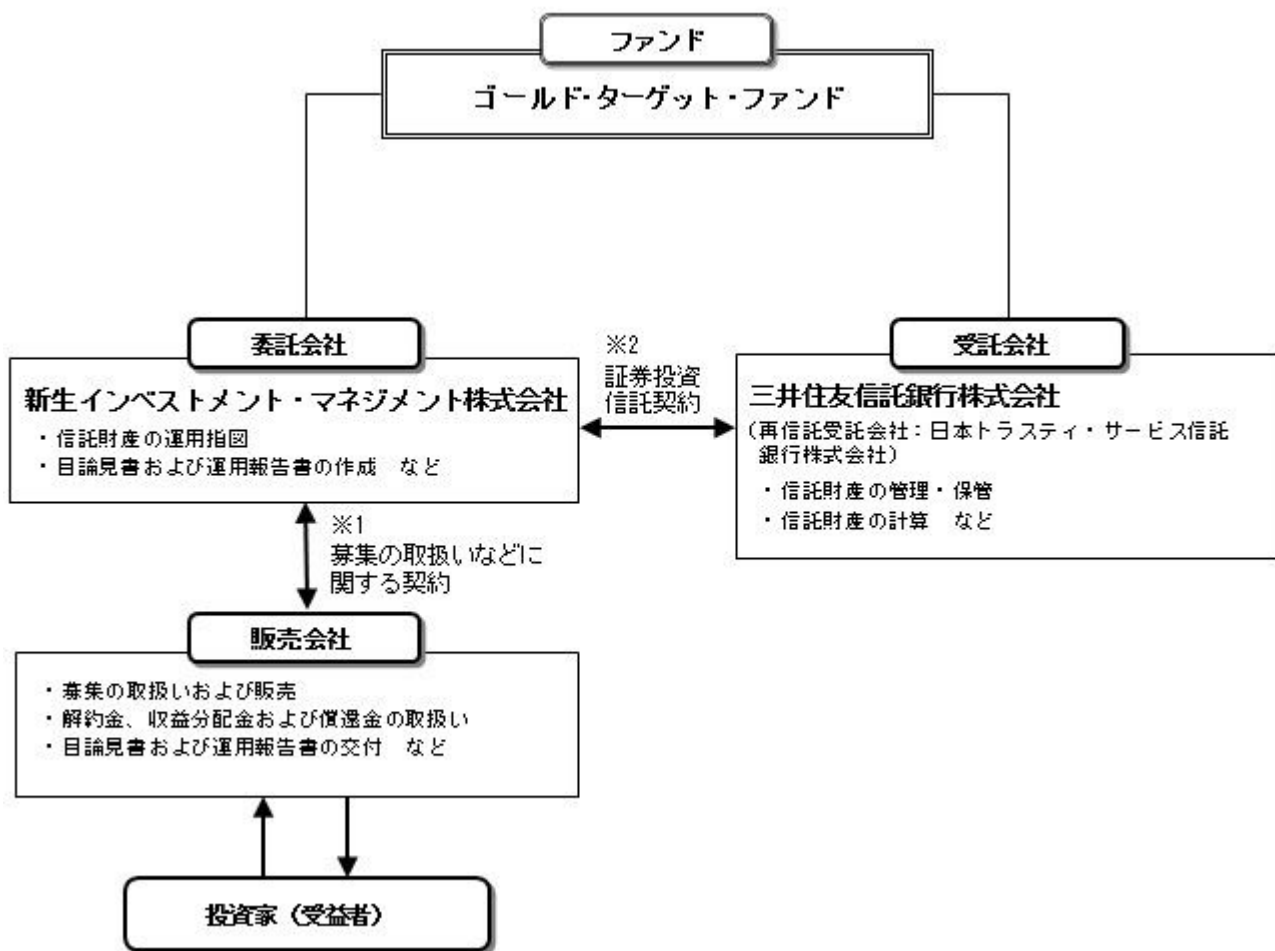 ファンド
ゴールド・ターゲット・ファンド
委託会社
新生インベストメント・マネジメント株式会社
・信託財産の運用指図
・目論見書および運用報告書の作成　など
※2
証券投資
信託契約
受託会社
三井住友信託銀行株式会社
（再信託受託会社：日本トラスティ・サービス信託
銀行株式会社）
・信託財産の管理・保管
・信託財産の計算　など
※1
募集の取扱いなどに
関する契約
販売会社
・募集の取扱いおよび販売
・解約金、収益分配金および償還金の取扱い
・目論見書および運用報告書の交付　など
投資家（受益者）